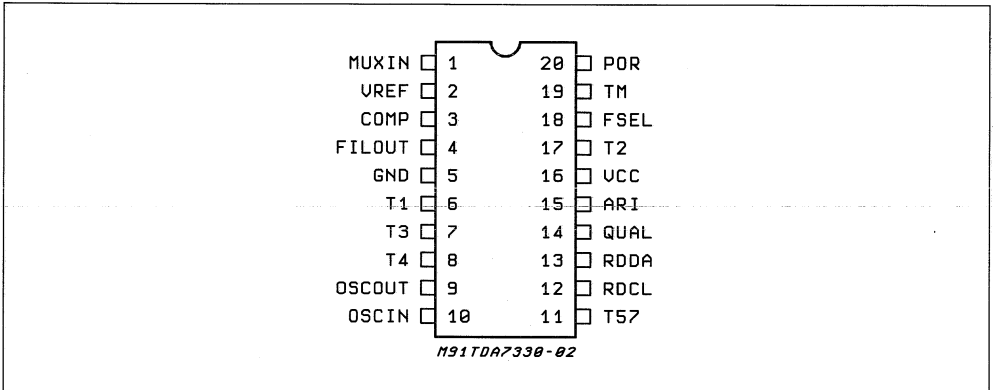 MUXIN 1 20 POR
VREF 2 19 TM
COMP 3 18 FSEL
FILOUT 4 17 T2
GND 5 16 VCC
T1 6 15 ARI
T3 7 14 QUAL
T4 8 13 RDDA
OSCOUT 9 12 RDCL
OSCIN 10 11 T57
M91TDA7330-02